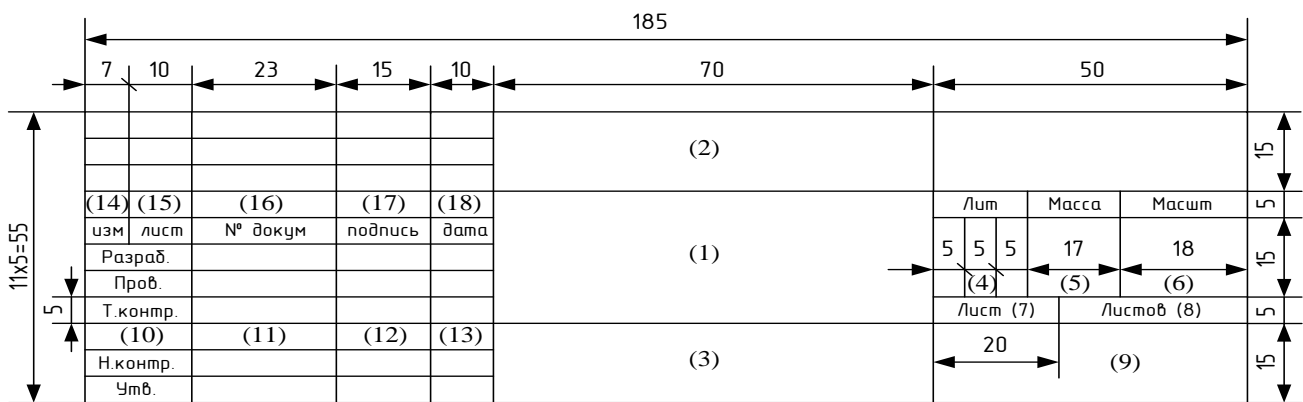 185
7 10 23 15 10 70 50
(2) 15
(14) (15) (16) (17) (18) Лит Масса Масшт 5
изм лист № докум подпись дата
11х5=55 Разраб. (1) 5 5 5 17 18 15
Пров. (4) (5) (6)
5 Т.контр. Лист (7) Листов (8) 5
(10) (11) (12) (13)
Н.контр. (3) 20 (9) 15
Утв.